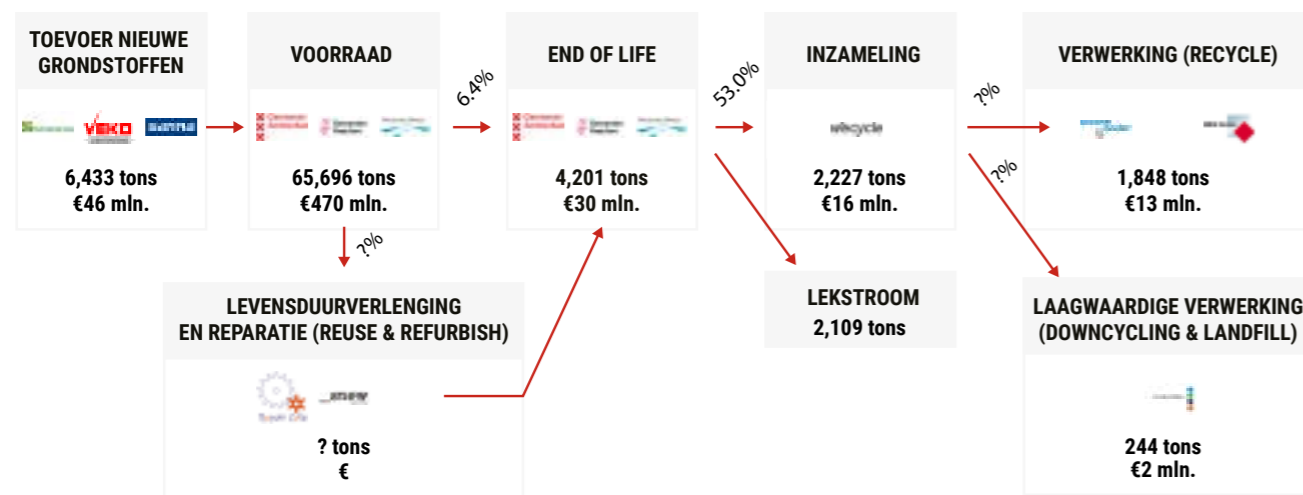 TOEVOER NIEUWE
GRONDSTOFFEN
VEKO
6,433 tons
€46 mln.
VOORRAAD
65,696 tons
€470 mln.
6.4%
END OF LIFE
4,201 tons
€30 mln.
53.0%
INZAMELING
wecycle
2,227 tons
€16 mln.
?%
VERWERKING (RECYCLE)
1,848 tons
€13 mln.
?%
?%
LEVENSDUURVERLENGING
EN REPARATIE (REUSE & REFURBISH)
? tons
€
LEKSTROOM
2,109 tons
LAAGWAARDIGE VERWERKING
(DOWNCYCLING & LANDFILL)
244 tons
€2 mln.